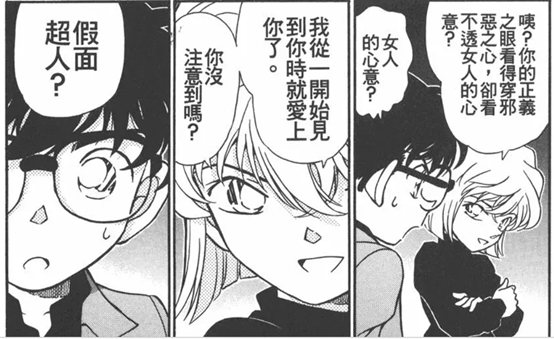 咦？你的正義
之眼看得穿邪
惡之心，卻看
不透女人的心
意？
女人
的心意？
我從一開始見
到你時就愛上
你了。
你沒
注意到嗎？
假面
超人？